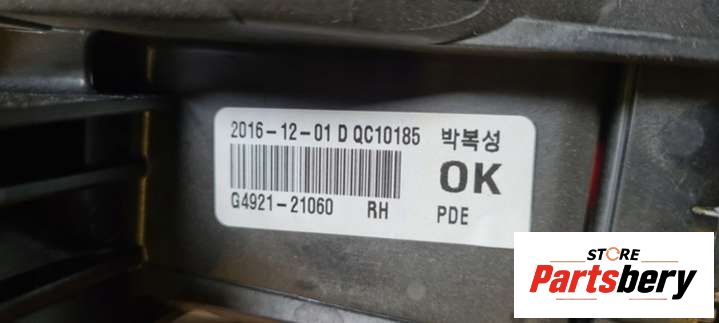 2016-12-01 D QC10185 박복성
OK
G4921-21060 RH PDE
STORE
Partsbery